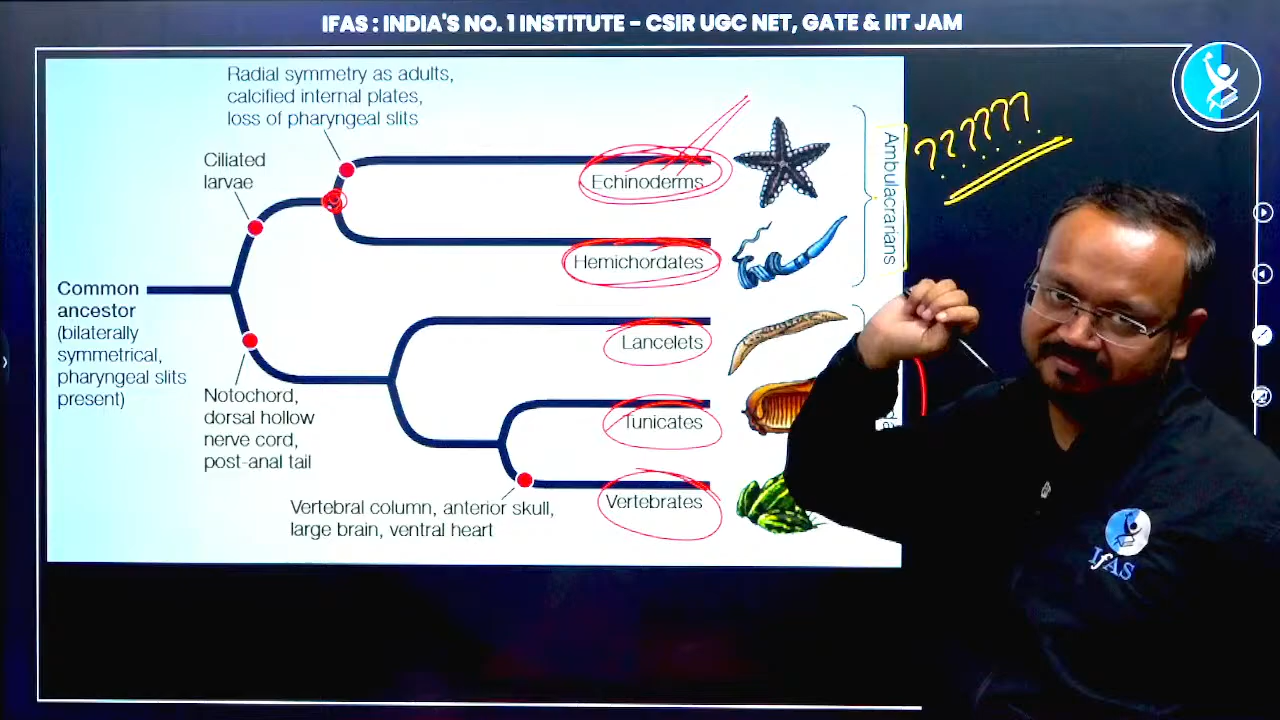 IFAS : INDIA'S NO. 1 INSTITUTE - CSIR UGC NET, GATE & IIT JAM
Radial symmetry as adults,
calcified internal plates,
loss of pharyngeal slits
Ciliated
larvae
Echinoderms
Hemichordates
Ambulacrarians
??????
Common
ancestor
(bilaterally
symmetrical,
pharyngeal slits
present)
Lancelets
Notochord,
dorsal hollow
nerve cord,
post-anal tail
Tunicates
Vertebral column, anterior skull,
large brain, ventral heart
Vertebrates
IFAS